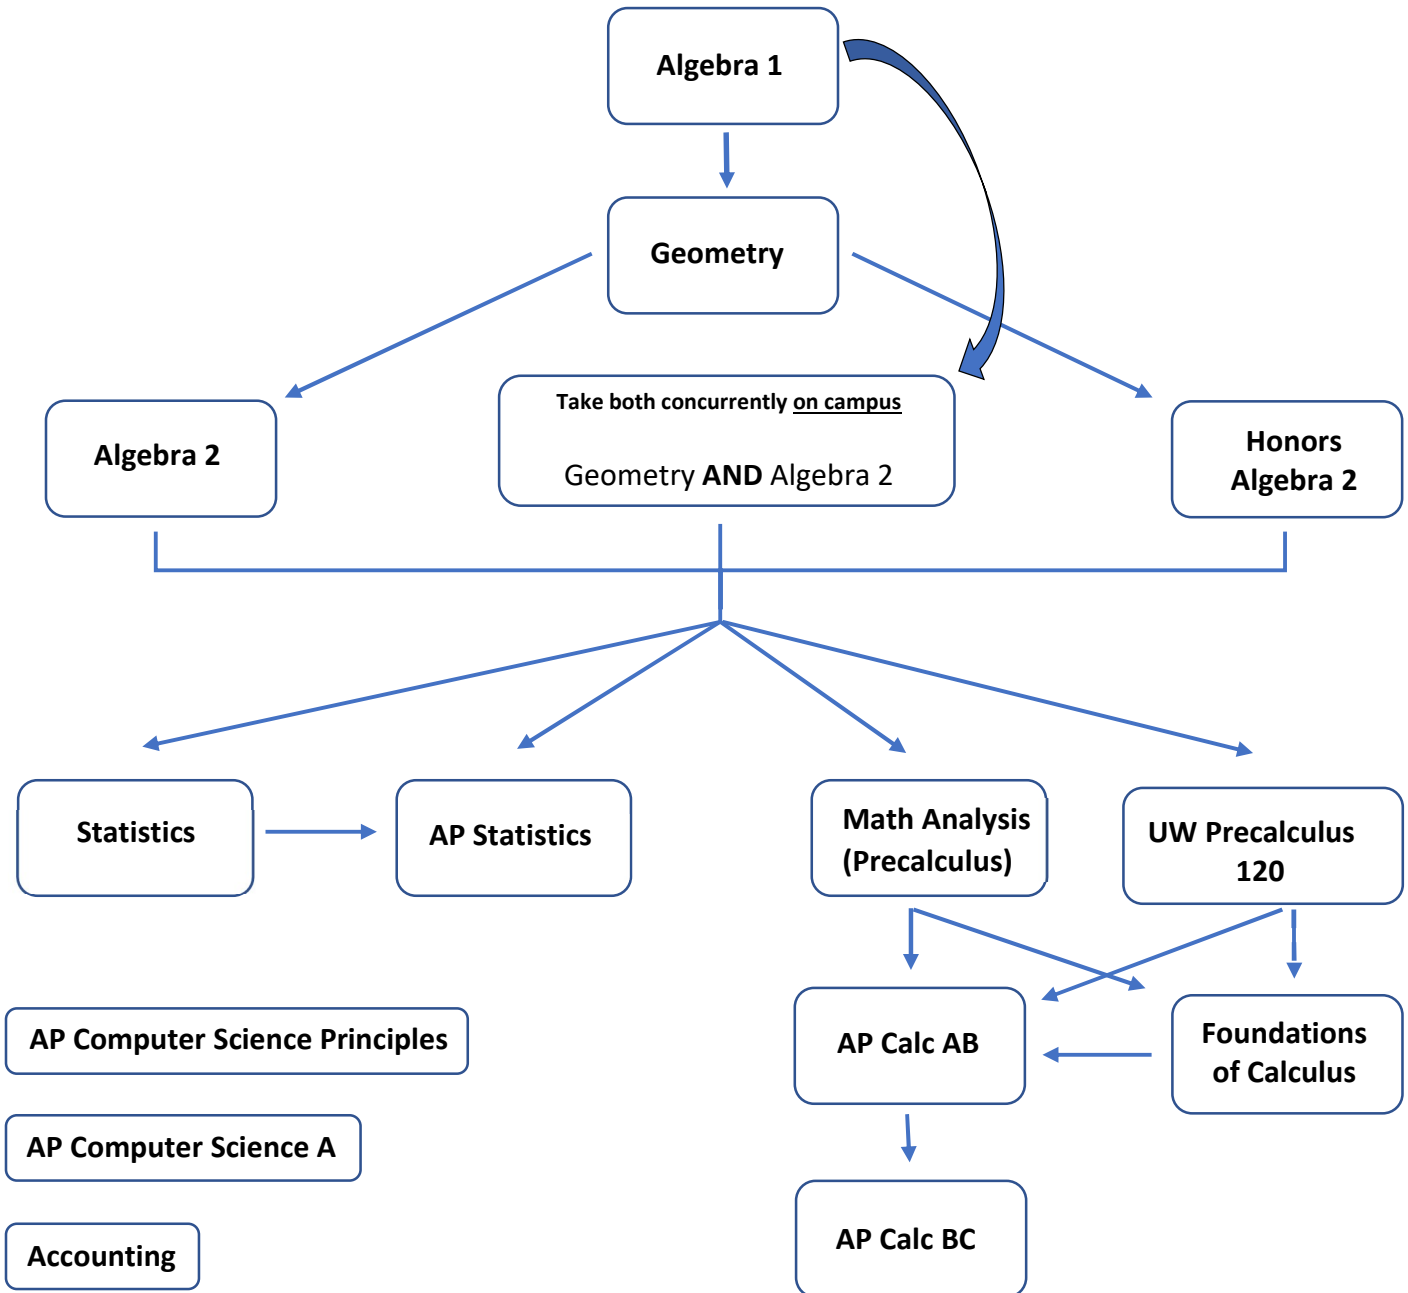 Algebra 1
Geometry
Take both concurrently on campus
Geometry AND Algebra 2
Algebra 2
Honors
Algebra 2
Statistics
AP Statistics
Math Analysis
(Precalculus)
UW Precalculus
120
AP Computer Science Principles
AP Calc AB
Foundations
of Calculus
AP Computer Science A
Accounting
AP Calc BC